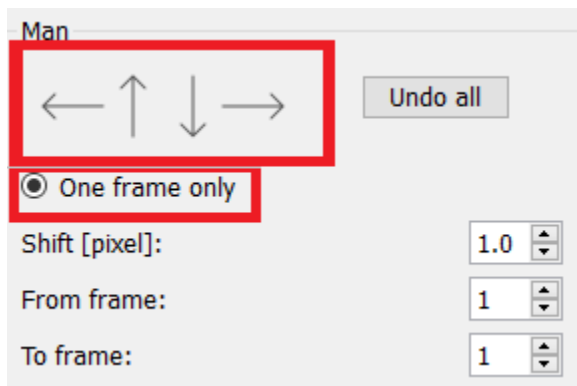 Man
Undo all
One frame only
Shift [pixel]: 1.0
From frame: 1
To frame: 1